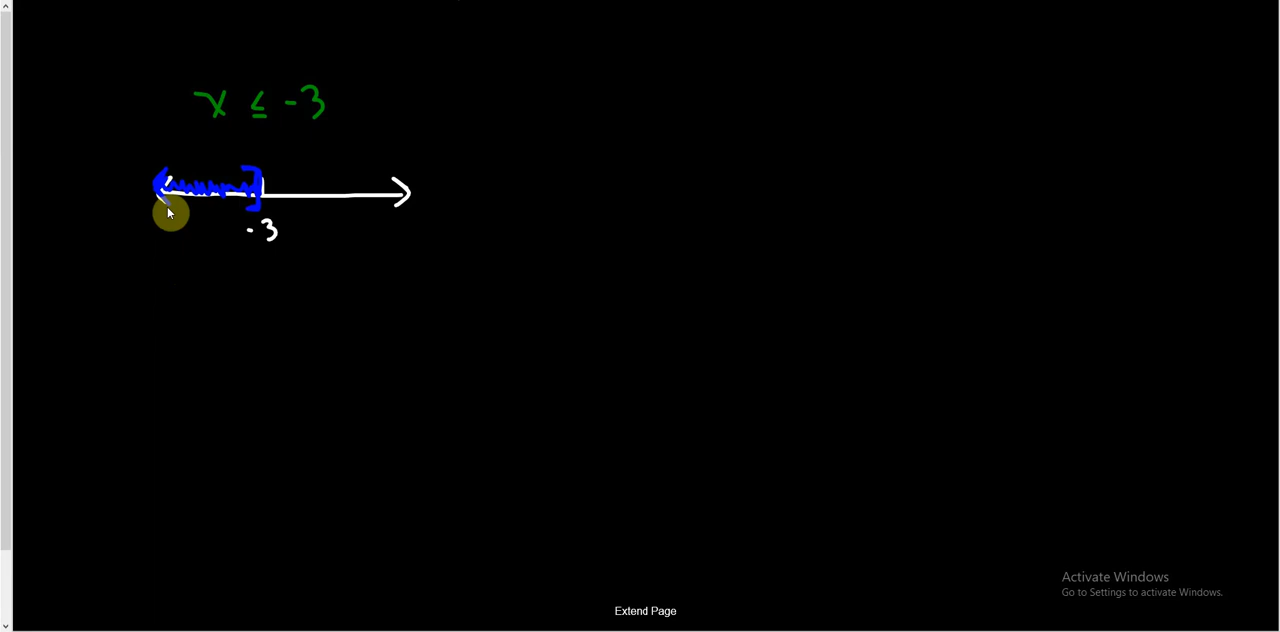 x ≤ -3
-3
Activate Windows
Go to Settings to activate Windows.
Extend Page